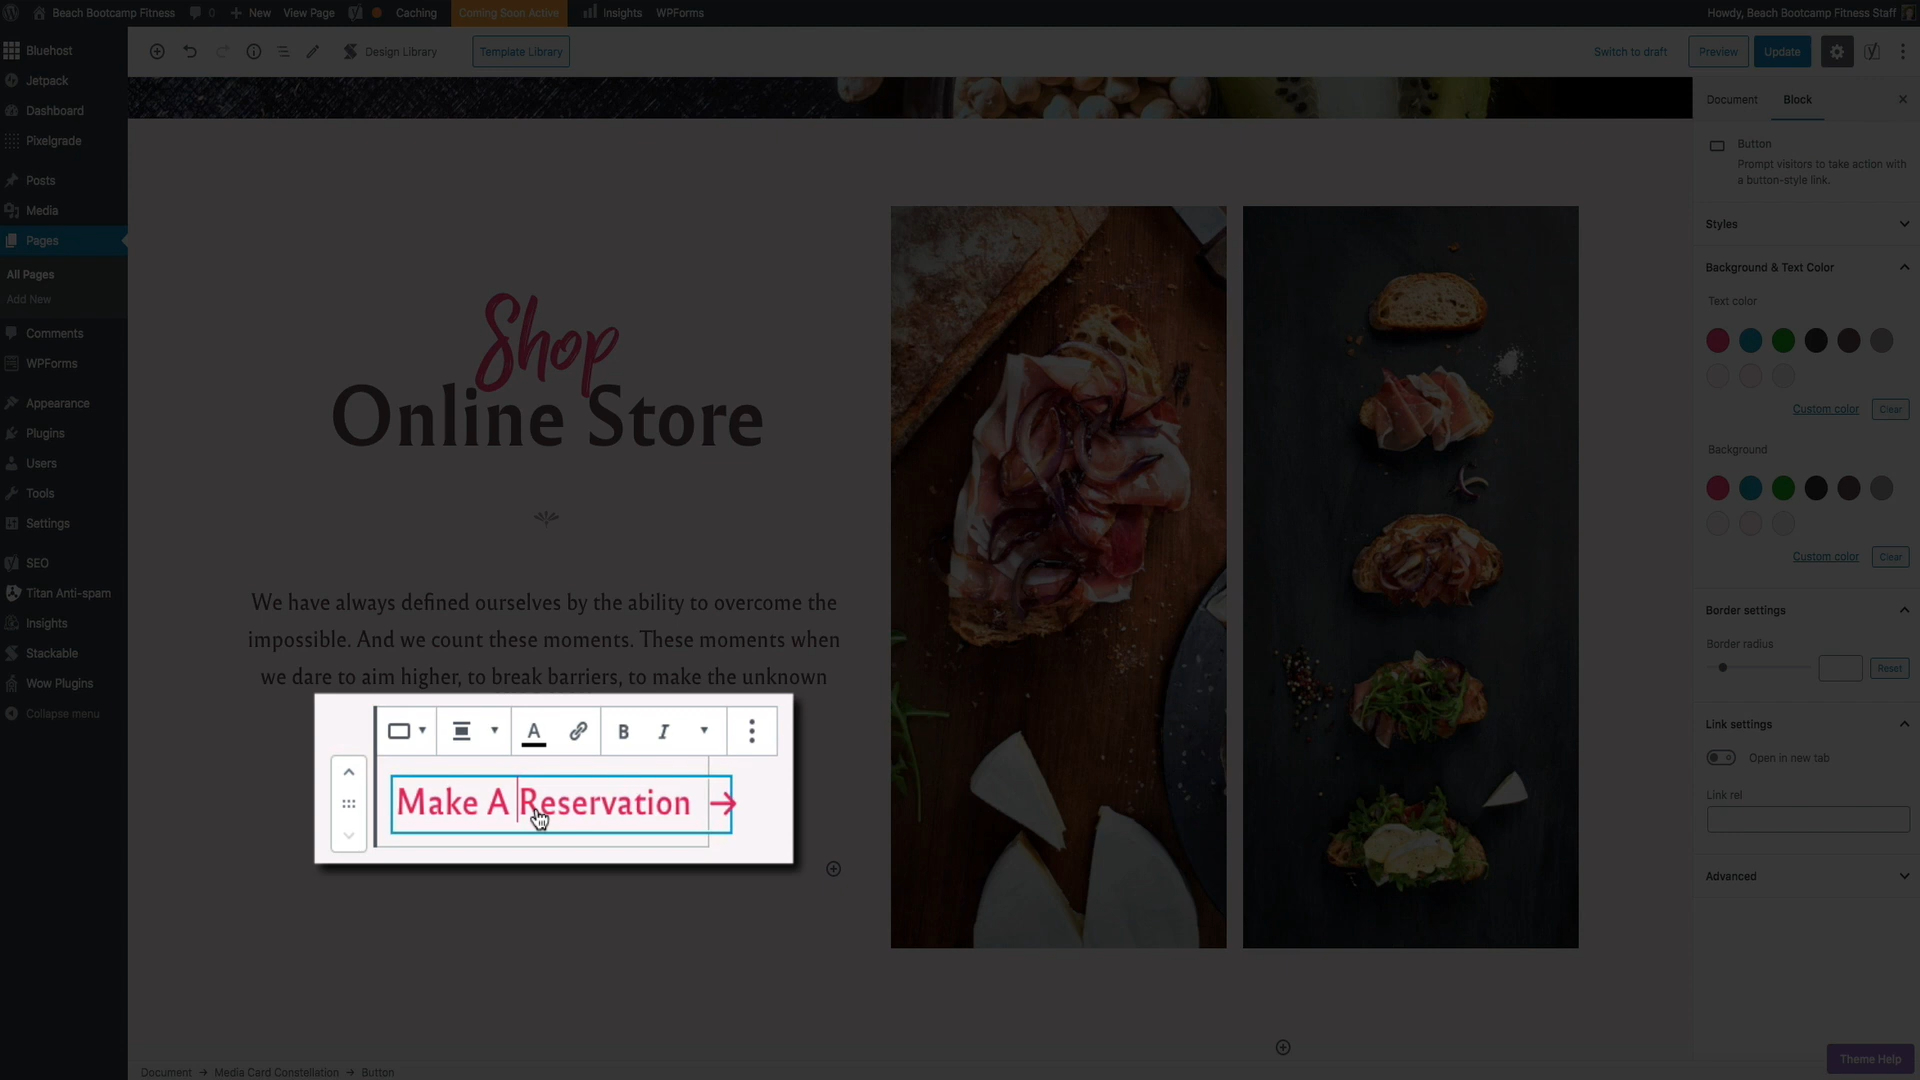 Beach Bootcamp Fitness 0 New View Page Caching Coming Soon Active Insights WPForms Howdy, Beach Bootcamp Fitness Staff
Design Library Template Library Switch to draft Preview Update
Bluehost
Jetpack
Dashboard
Pixelgrade
Posts
Media
Pages
All Pages
Add New
Comments
WPForms
Appearance
Plugins
Users
Tools
Settings
SEO
Titan Anti-spam
Insights
Stackable
Wow Plugins
Collapse menu
Shop
Online Store
We have always defined ourselves by the ability to overcome the
impossible. And we count these moments. These moments when
we dare to aim higher, to break barriers, to make the unknown
A B I
Make A Reservation →
Document Block
Button
Prompt visitors to take action with
a button-style link.
Styles
Background & Text Color
Text color
Custom color Clear
Background
Custom color Clear
Border settings
Border radius
Reset
Link settings
Open in new tab
Link rel
Advanced
Theme Help
Document → Media Card Constellation → Button